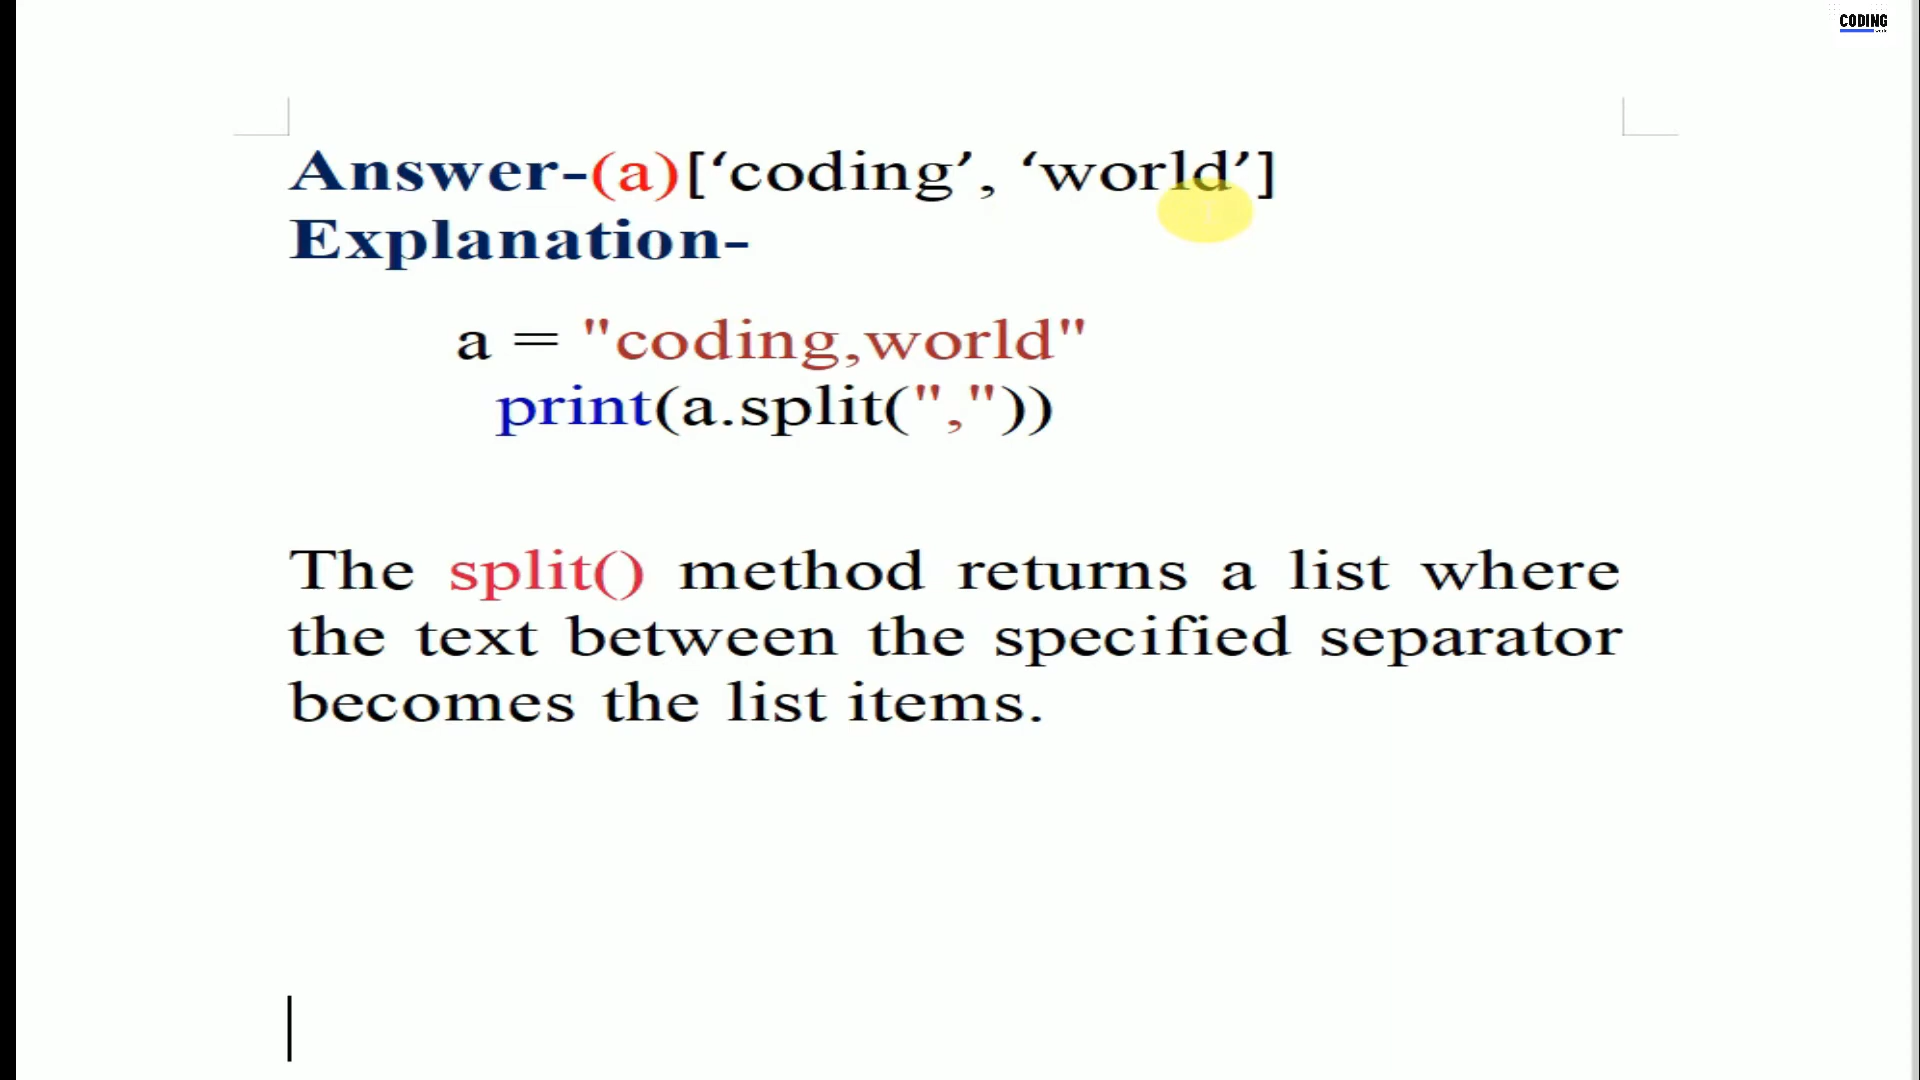 CODING
Answer-(a)[‘coding’, ‘world’]
Explanation-
a = "coding,world"
print(a.split(","))
The split() method returns a list where
the text between the specified separator
becomes the list items.